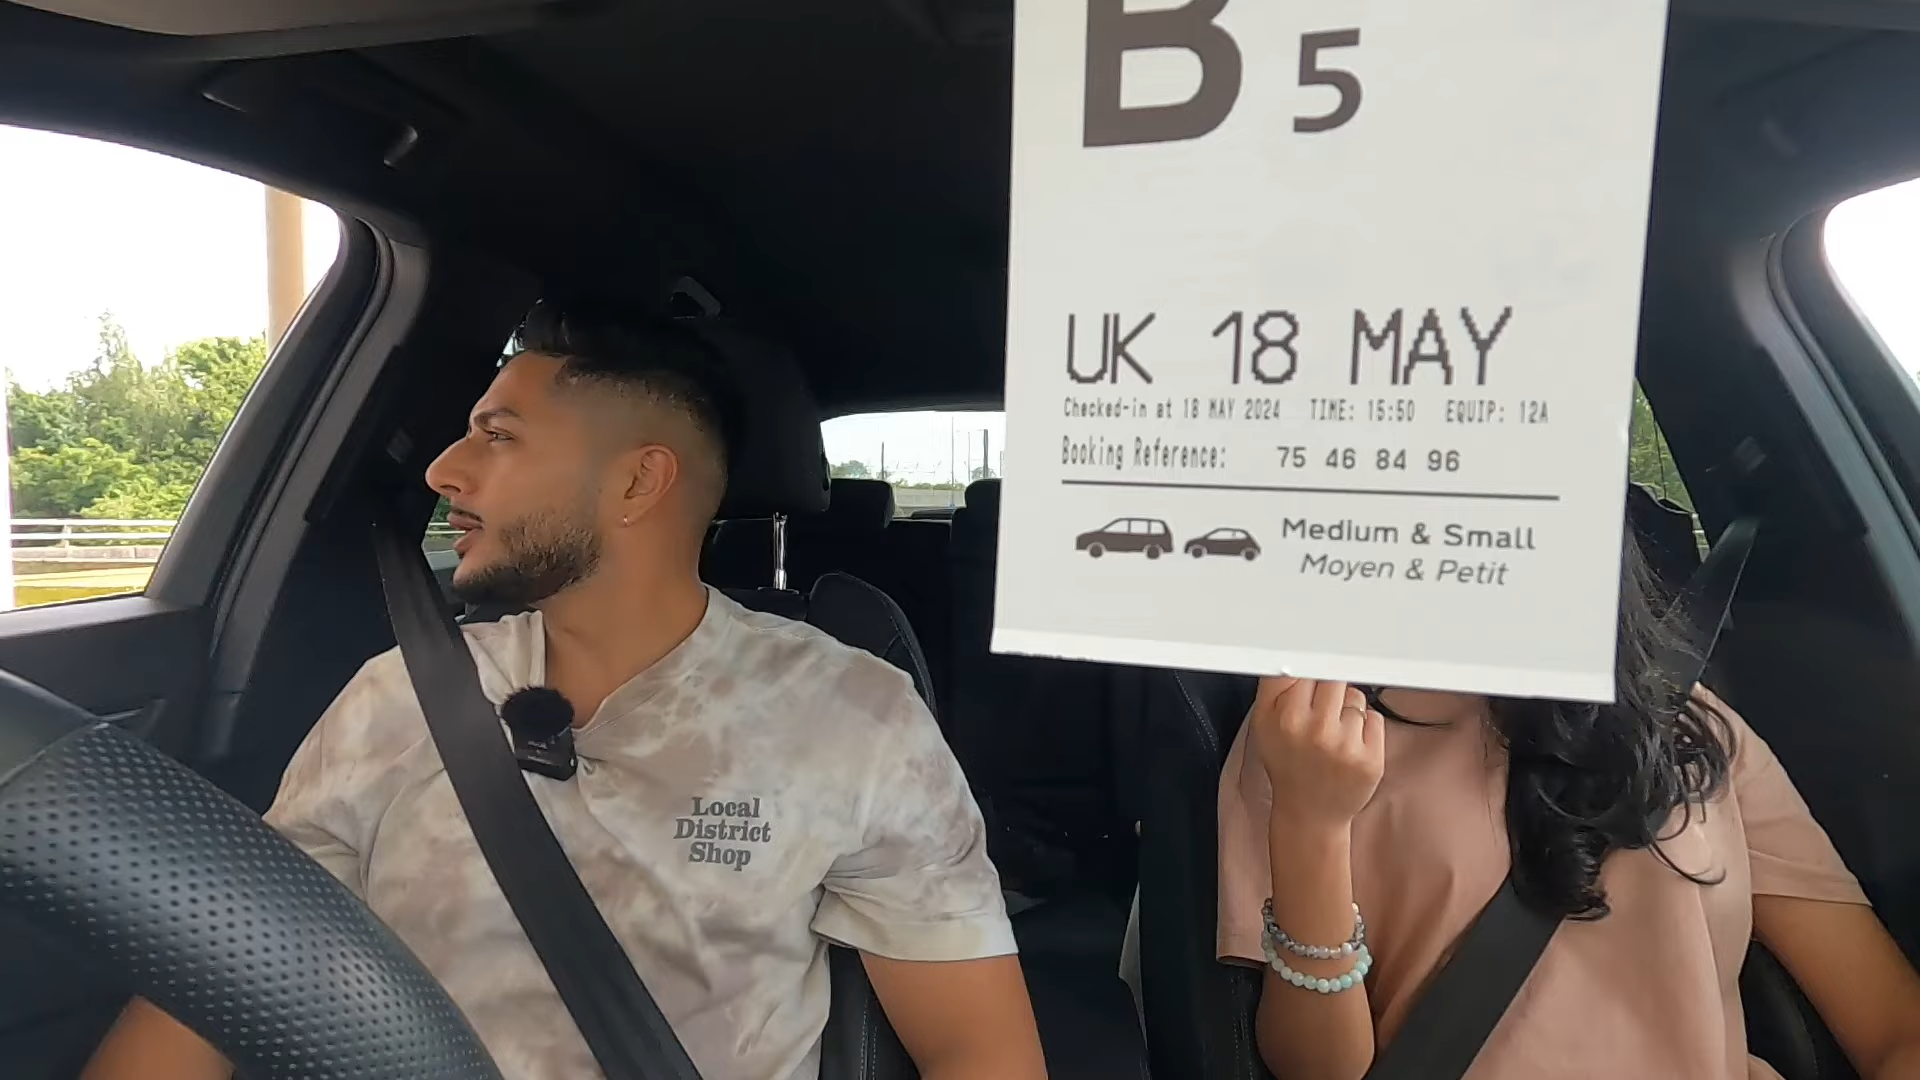 B 5
UK 18 MAY
Checked-in at 18 MAY 2024 TIME: 15:50 EQUIP: 12A
Booking Reference: 75 46 84 96
Medium & Small
Moyen & Petit
Local
District
Shop